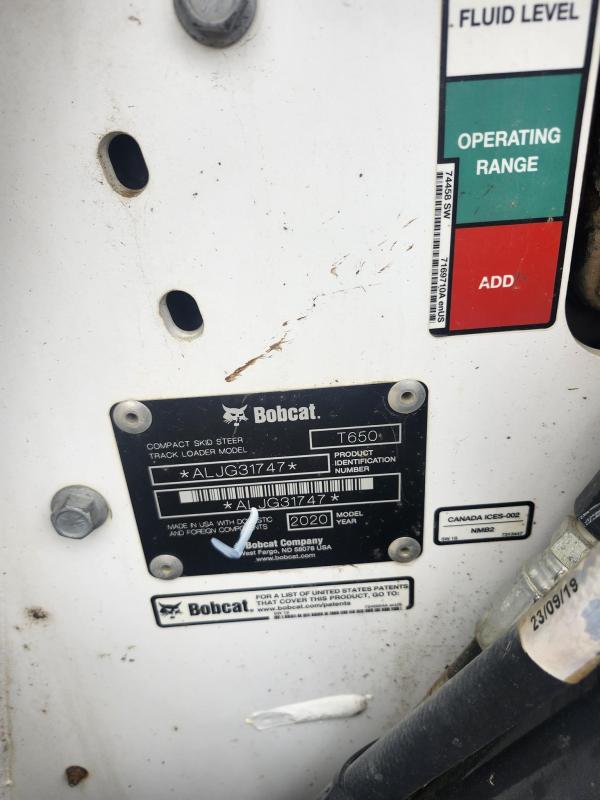 FLUID LEVEL
OPERATING
RANGE
ADD
74458 SW
7169710A enUS
Bobcat.
COMPACT SKID STEER
TRACK LOADER MODEL
T650
*ALJG31747*
PRODUCT
IDENTIFICATION
NUMBER
*ALJG31747*
MADE IN USA WITH DOMESTIC
AND FOREIGN COMPONENTS
2020
MODEL
YEAR
Bobcat Company
West Fargo, ND 58078 USA
www.bobcat.com
CANADA ICES-002
NMB2
Bobcat.
FOR A LIST OF UNITED STATES PATENTS
THAT COVER THIS PRODUCT, GO TO:
www.bobcat.com/patents
23/09/19